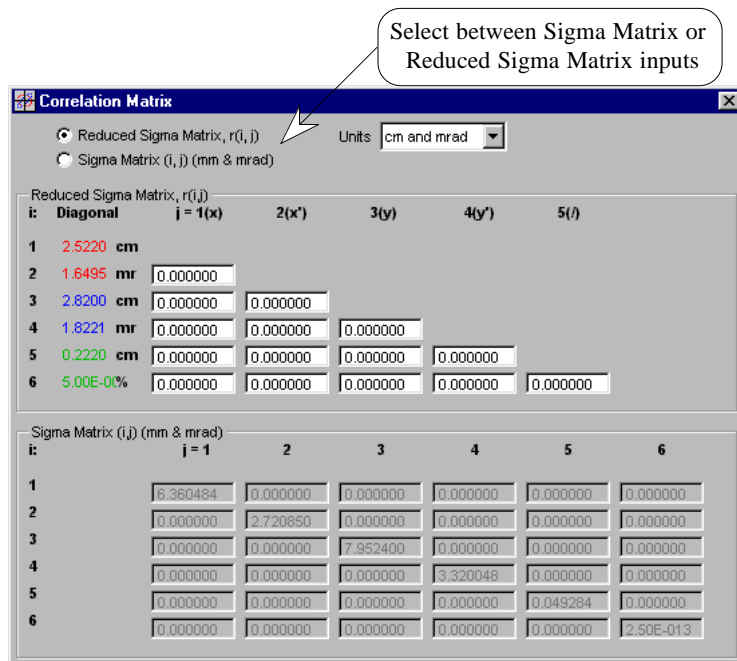 Select between Sigma Matrix or
Reduced Sigma Matrix inputs
Correlation Matrix
Reduced Sigma Matrix, r(i, j) Units cm and mrad
Sigma Matrix (i, j) (mm & mrad)
Reduced Sigma Matrix, r(i,j)
i: Diagonal j = 1(x) 2(x') 3(y) 4(y') 5(l)
1 2.5220 cm
2 1.6495 mr 0.000000
3 2.8200 cm 0.000000 0.000000
4 1.8221 mr 0.000000 0.000000 0.000000
5 0.2220 cm 0.000000 0.000000 0.000000 0.000000
6 % 0.000000 0.000000 0.000000 0.000000 0.000000
Sigma Matrix (i,j) (mm & mrad)
i: j = 1 2 3 4 5 6
1 6.360484 0.000000 0.000000 0.000000 0.000000 0.000000
2 0.000000 2.720850 0.000000 0.000000 0.000000 0.000000
3 0.000000 0.000000 7.952400 0.000000 0.000000 0.000000
4 0.000000 0.000000 0.000000 3.320048 0.000000 0.000000
5 0.000000 0.000000 0.000000 0.000000 0.049284 0.000000
6 0.000000 0.000000 0.000000 0.000000 0.000000 2.50E-013